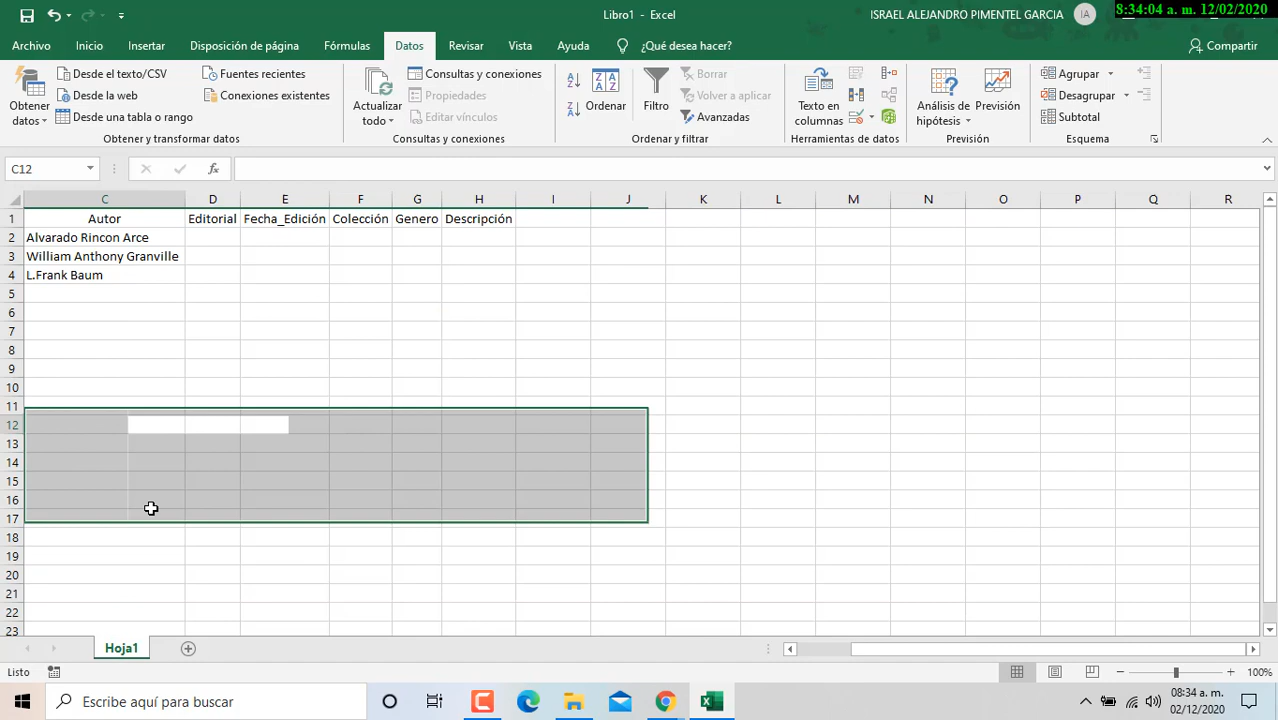 Libro1 - Excel
ISRAEL ALEJANDRO PIMENTEL GARCIA
IA
8:34:04 a. m. 12/02/2020
Archivo
Inicio
Insertar
Disposición de página
Fórmulas
Datos
Revisar
Vista
Ayuda
¿Qué desea hacer?
Compartir
Obtener datos
Desde el texto/CSV
Desde la web
Desde una tabla o rango
Fuentes recientes
Conexiones existentes
Obtener y transformar datos
Actualizar todo
Consultas y conexiones
Propiedades
Editar vínculos
Consultas y conexiones
Ordenar
Filtro
Borrar
Volver a aplicar
Avanzadas
Ordenar y filtrar
Texto en columnas
Herramientas de datos
Análisis de hipótesis
Previsión
Previsión
Agrupar
Desagrupar
Subtotal
Esquema
C12
fx
C D E F G H I J K L M N O P Q R
1 Autor Editorial Fecha_Edición Colección Genero Descripción
2 Alvarado Rincon Arce
3 William Anthony Granville
4 L.Frank Baum
5
6
7
8
9
10
11
12
13
14
15
16
17
18
19
20
21
22
23
Hoja1
Listo
100%
Escribe aquí para buscar
08:34 a. m.
02/12/2020